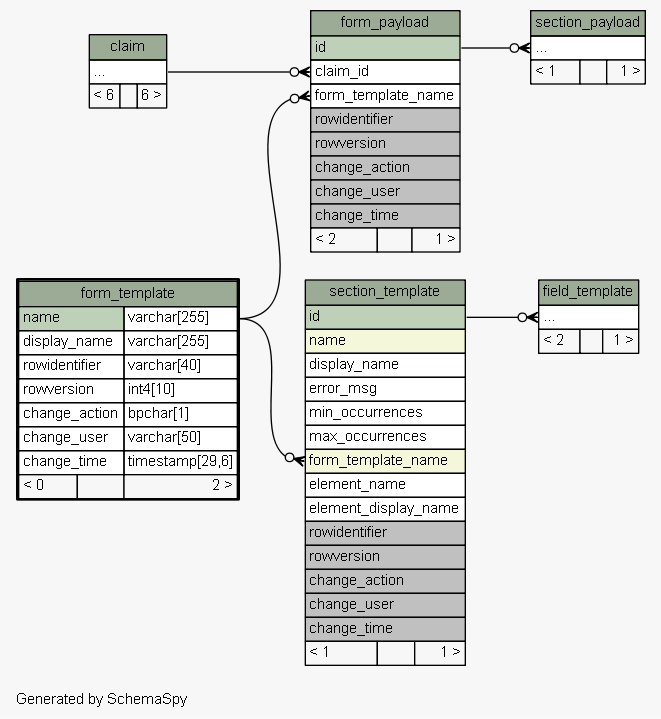 form_payload
id
claim_id
form_template_name
rowidentifier
rowversion
change_action
change_user
change_time
< 2 1 >
section_payload
...
< 1 1 >
claim
...
< 6 6 >
form_template
name varchar[255]
display_name varchar[255]
rowidentifier varchar[40]
rowversion int4[10]
change_action bpchar[1]
change_user varchar[50]
change_time timestamp[29,6]
< 0 2 >
section_template
id
name
display_name
error_msg
min_occurrences
max_occurrences
form_template_name
element_name
element_display_name
rowidentifier
rowversion
change_action
change_user
change_time
< 1 1 >
field_template
...
< 2 1 >
Generated by SchemaSpy